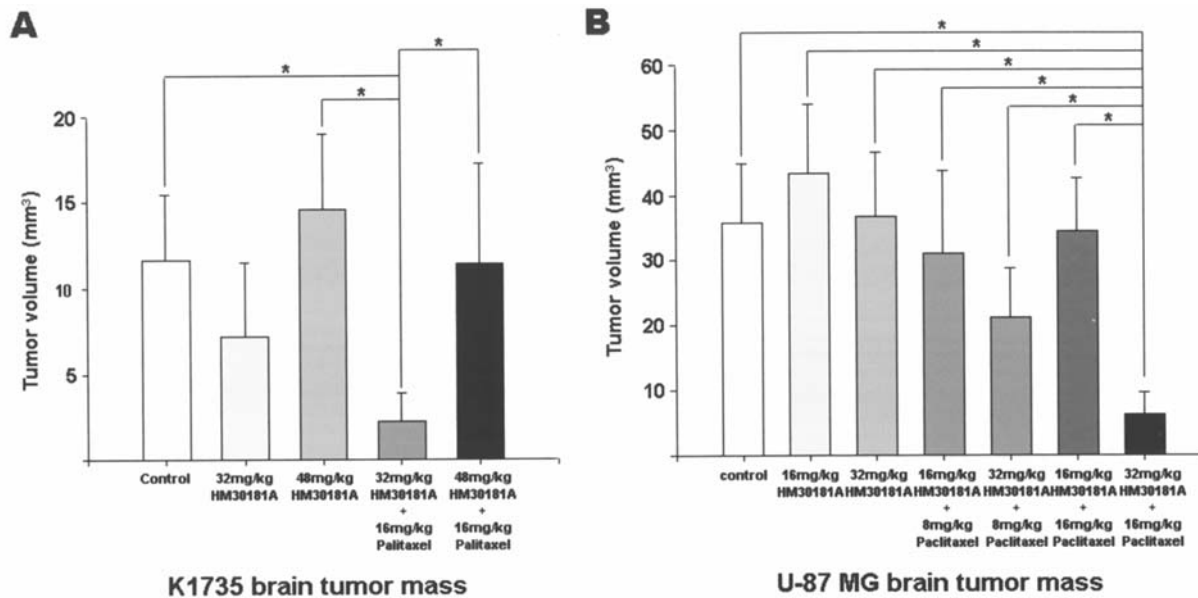 A
*
*
*
Tumor volume (mm³)
20
15
10
5
Control
32mg/kg
HM30181A
48mg/kg
HM30181A
32mg/kg
HM30181A
+
16mg/kg
Palitaxel
48mg/kg
HM30181A
+
16mg/kg
Palitaxel
K1735 brain tumor mass
B
*
*
*
*
*
*
Tumor volume (mm³)
60
50
40
30
20
10
control
16mg/kg
HM30181A
32mg/kg
HM30181A
16mg/kg
HM30181A
+
8mg/kg
Paclitaxel
32mg/kg
HM30181A
+
8mg/kg
Paclitaxel
16mg/kg
HM30181A
+
16mg/kg
Paclitaxel
32mg/kg
HM30181A
+
16mg/kg
Paclitaxel
U-87 MG brain tumor mass